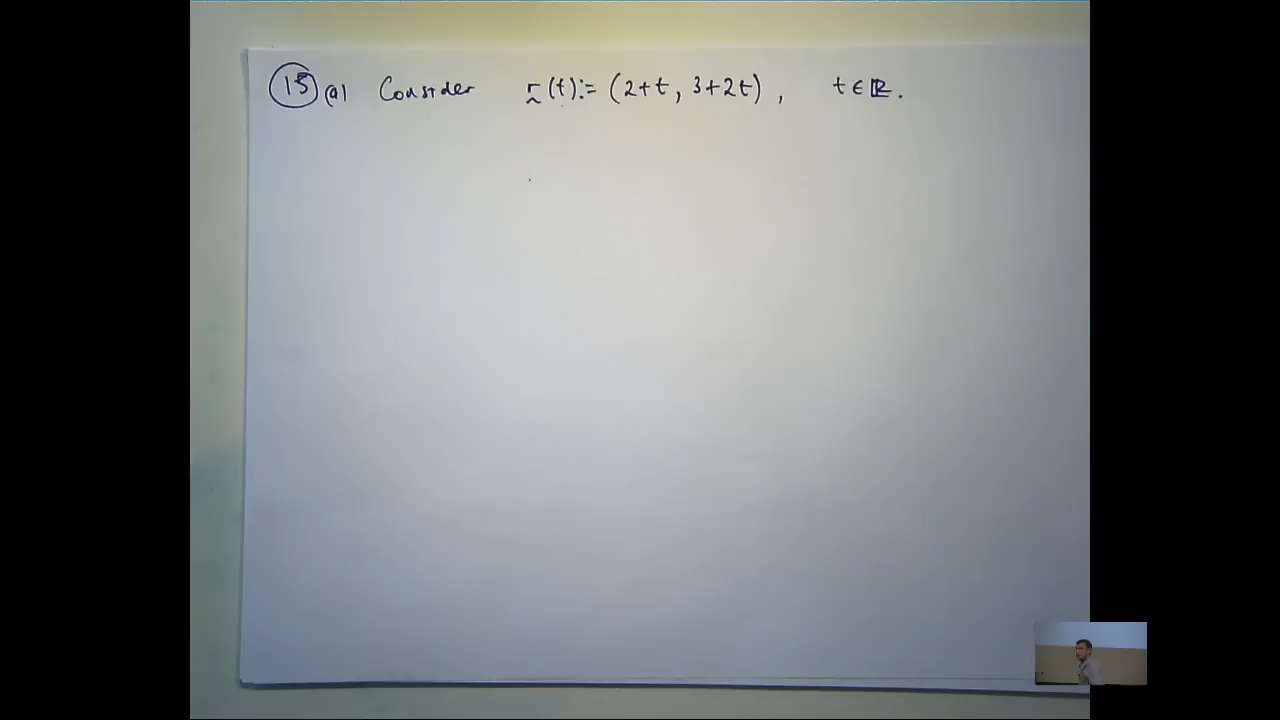 15 (a) Consider r̰(t) := (2+t, 3+2t), t ∈ ℝ.